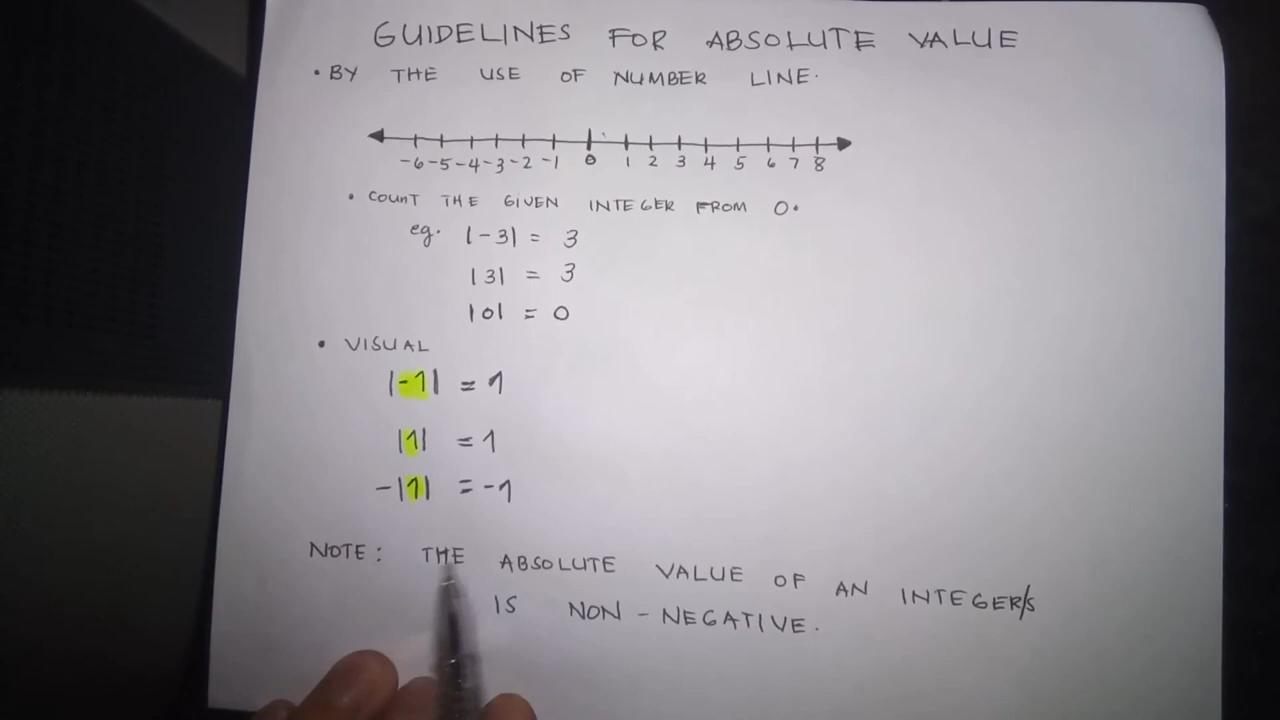 GUIDELINES FOR ABSOLUTE VALUE
• BY THE USE OF NUMBER LINE.
-6 -5 -4 -3 -2 -1 0 1 2 3 4 5 6 7 8
• COUNT THE GIVEN INTEGER FROM 0.
eg. |-3| = 3
|3| = 3
|0| = 0
• VISUAL
|-1| = 1
|1| = 1
-|1| = -1
NOTE: THE ABSOLUTE VALUE OF AN INTEGER/S
IS NON-NEGATIVE.